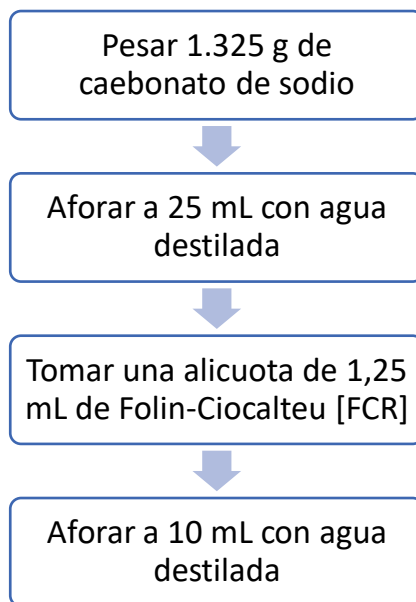 Pesar 1.325 g de
caebonato de sodio
Aforar a 25 mL con agua
destilada
Tomar una alicuota de 1,25
mL de Folin-Ciocalteu [FCR]
Aforar a 10 mL con agua
destilada